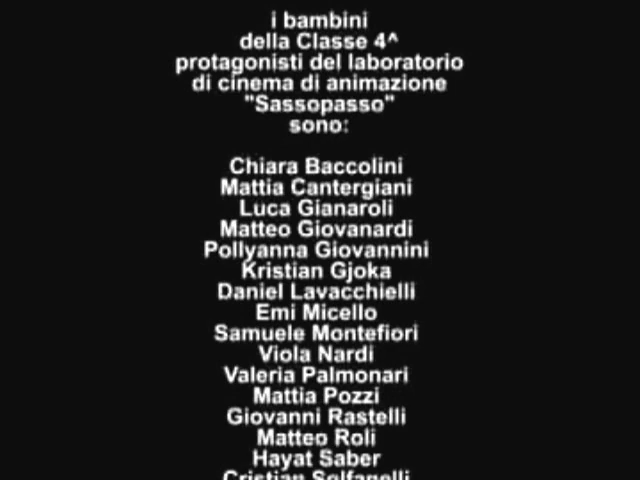 i bambini
della Classe 4^
protagonisti del laboratorio
di cinema di animazione
"Sassopasso"
sono:
Chiara Baccolini
Mattia Cantergiani
Luca Gianaroli
Matteo Giovanardi
Pollyanna Giovannini
Kristian Gjoka
Daniel Lavacchielli
Emi Micello
Samuele Montefiori
Viola Nardi
Valeria Palmonari
Mattia Pozzi
Giovanni Rastelli
Matteo Roli
Hayat Saber
Cristian